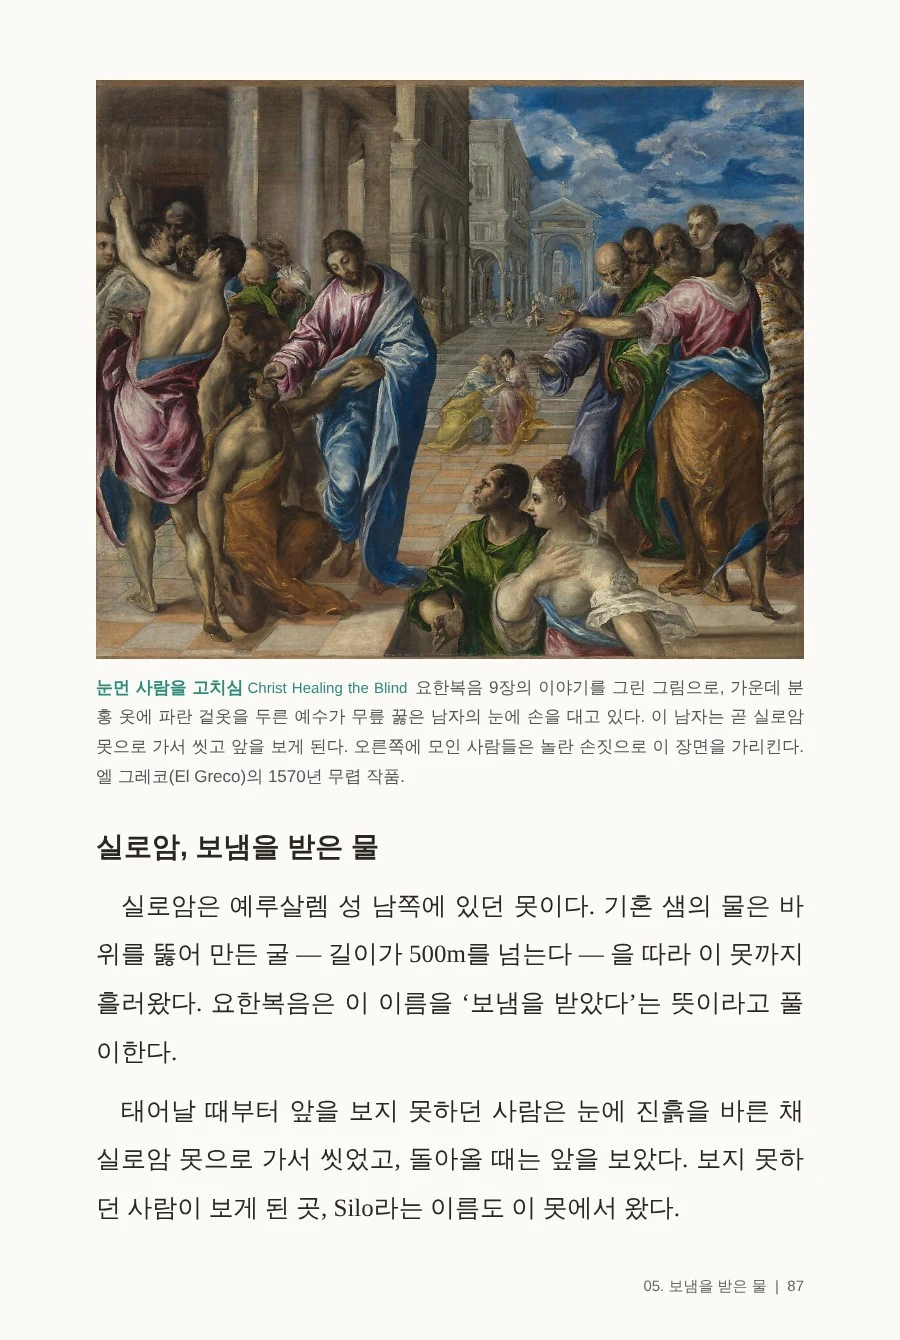 눈먼 사람을 고치심 Christ Healing the Blind 요한복음 9장의 이야기를 그린 그림으로, 가운데 분
홍 옷에 파란 겉옷을 두른 예수가 무릎 꿇은 남자의 눈에 손을 대고 있다. 이 남자는 곧 실로암
못으로 가서 씻고 앞을 보게 된다. 오른쪽에 모인 사람들은 놀란 손짓으로 이 장면을 가리킨다.
엘 그레코(El Greco)의 1570년 무렵 작품.
실로암, 보냄을 받은 물
실로암은 예루살렘 성 남쪽에 있던 못이다. 기혼 샘의 물은 바
위를 뚫어 만든 굴 — 길이가 500m를 넘는다 — 을 따라 이 못까지
흘러왔다. 요한복음은 이 이름을 ‘보냄을 받았다’는 뜻이라고 풀
이한다.
태어날 때부터 앞을 보지 못하던 사람은 눈에 진흙을 바른 채
실로암 못으로 가서 씻었고, 돌아올 때는 앞을 보았다. 보지 못하
던 사람이 보게 된 곳, Silo라는 이름도 이 못에서 왔다.
05. 보냄을 받은 물 | 87